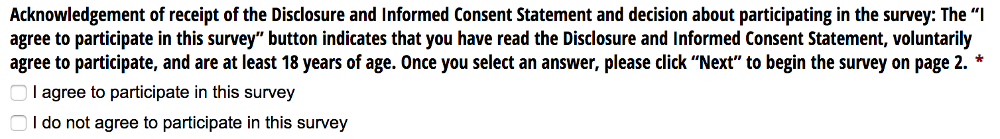 Acknowledgement of receipt of the Disclosure and Informed Consent Statement and decision about participating in the survey: The “I
agree to participate in this survey” button indicates that you have read the Disclosure and Informed Consent Statement, voluntarily
agree to participate, and are at least 18 years of age. Once you select an answer, please click “Next” to begin the survey on page 2. *
I agree to participate in this survey
I do not agree to participate in this survey